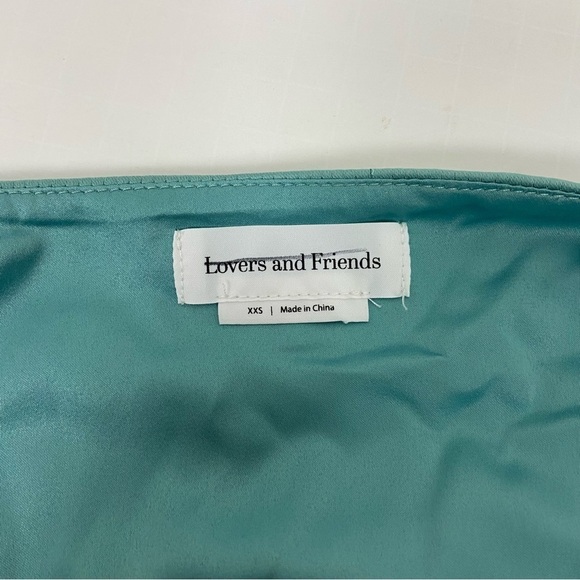 Lovers and Friends
XXS | Made in China